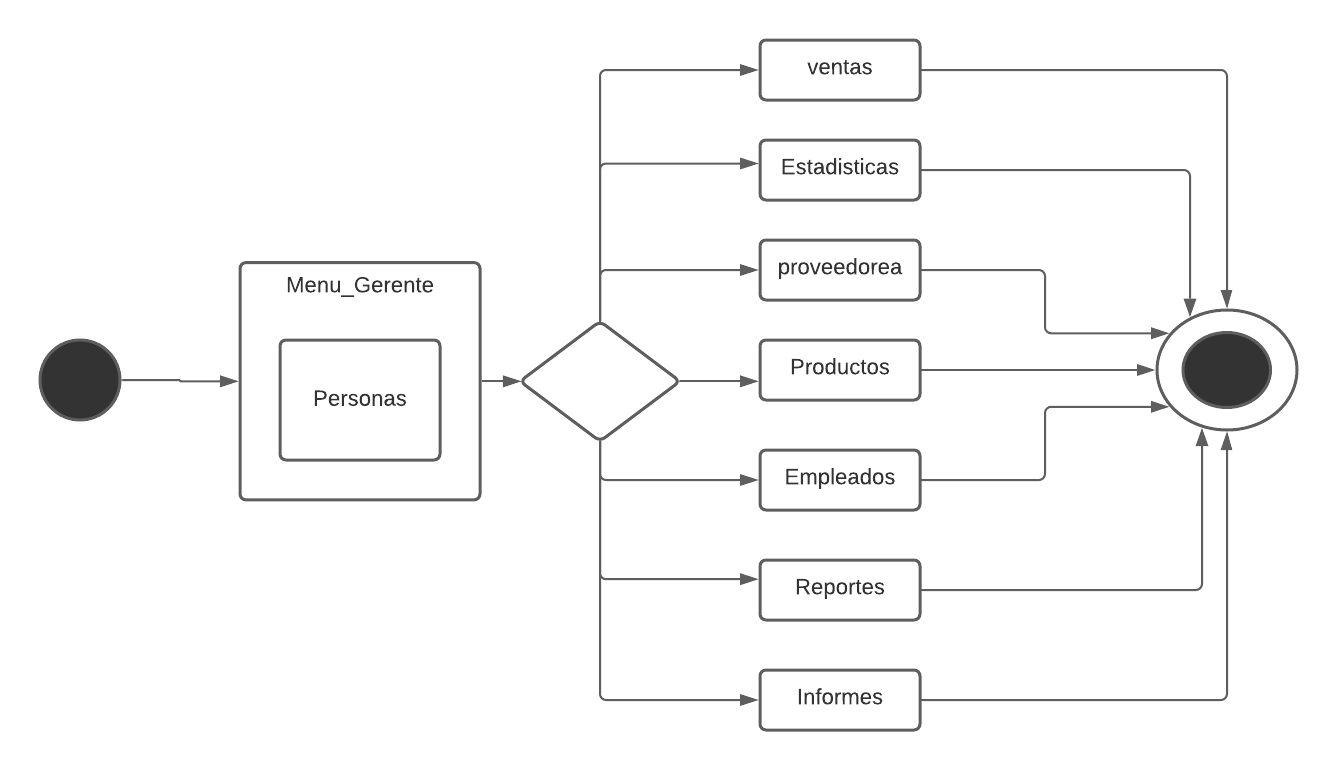 Menu_Gerente
Personas
ventas
Estadisticas
proveedorea
Productos
Empleados
Reportes
Informes